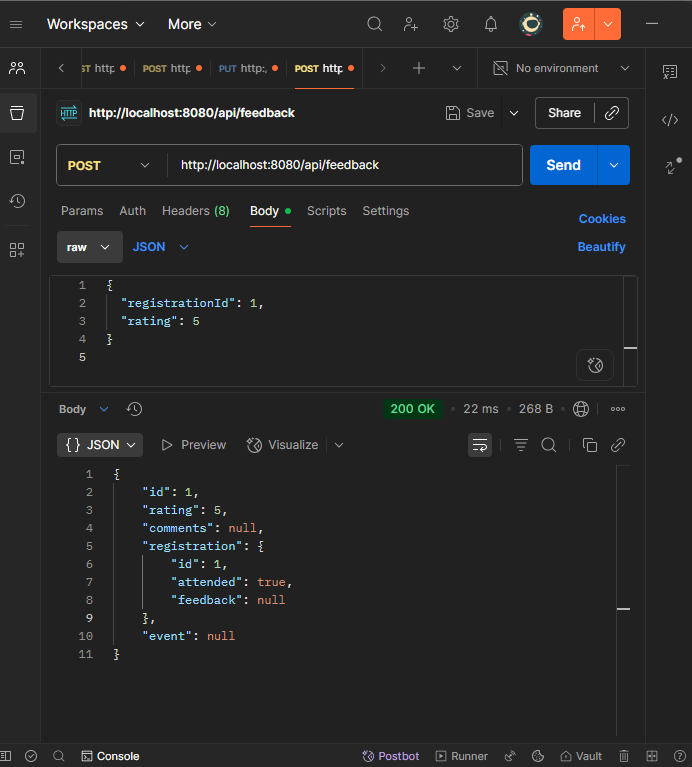 Workspaces More
ST http POST http PUT http:, POST http No environment
HTTP http://localhost:8080/api/feedback Save Share
POST http://localhost:8080/api/feedback Send
Params Auth Headers (8) Body Scripts Settings Cookies
raw JSON Beautify
1 {
2 "registrationId": 1,
3 "rating": 5
4 }
5
Body 200 OK 22 ms 268 B
{} JSON Preview Visualize
1 {
2 "id": 1,
3 "rating": 5,
4 "comments": null,
5 "registration": {
6 "id": 1,
7 "attended": true,
8 "feedback": null
9 },
10 "event": null
11 }
Console Postbot Runner Vault